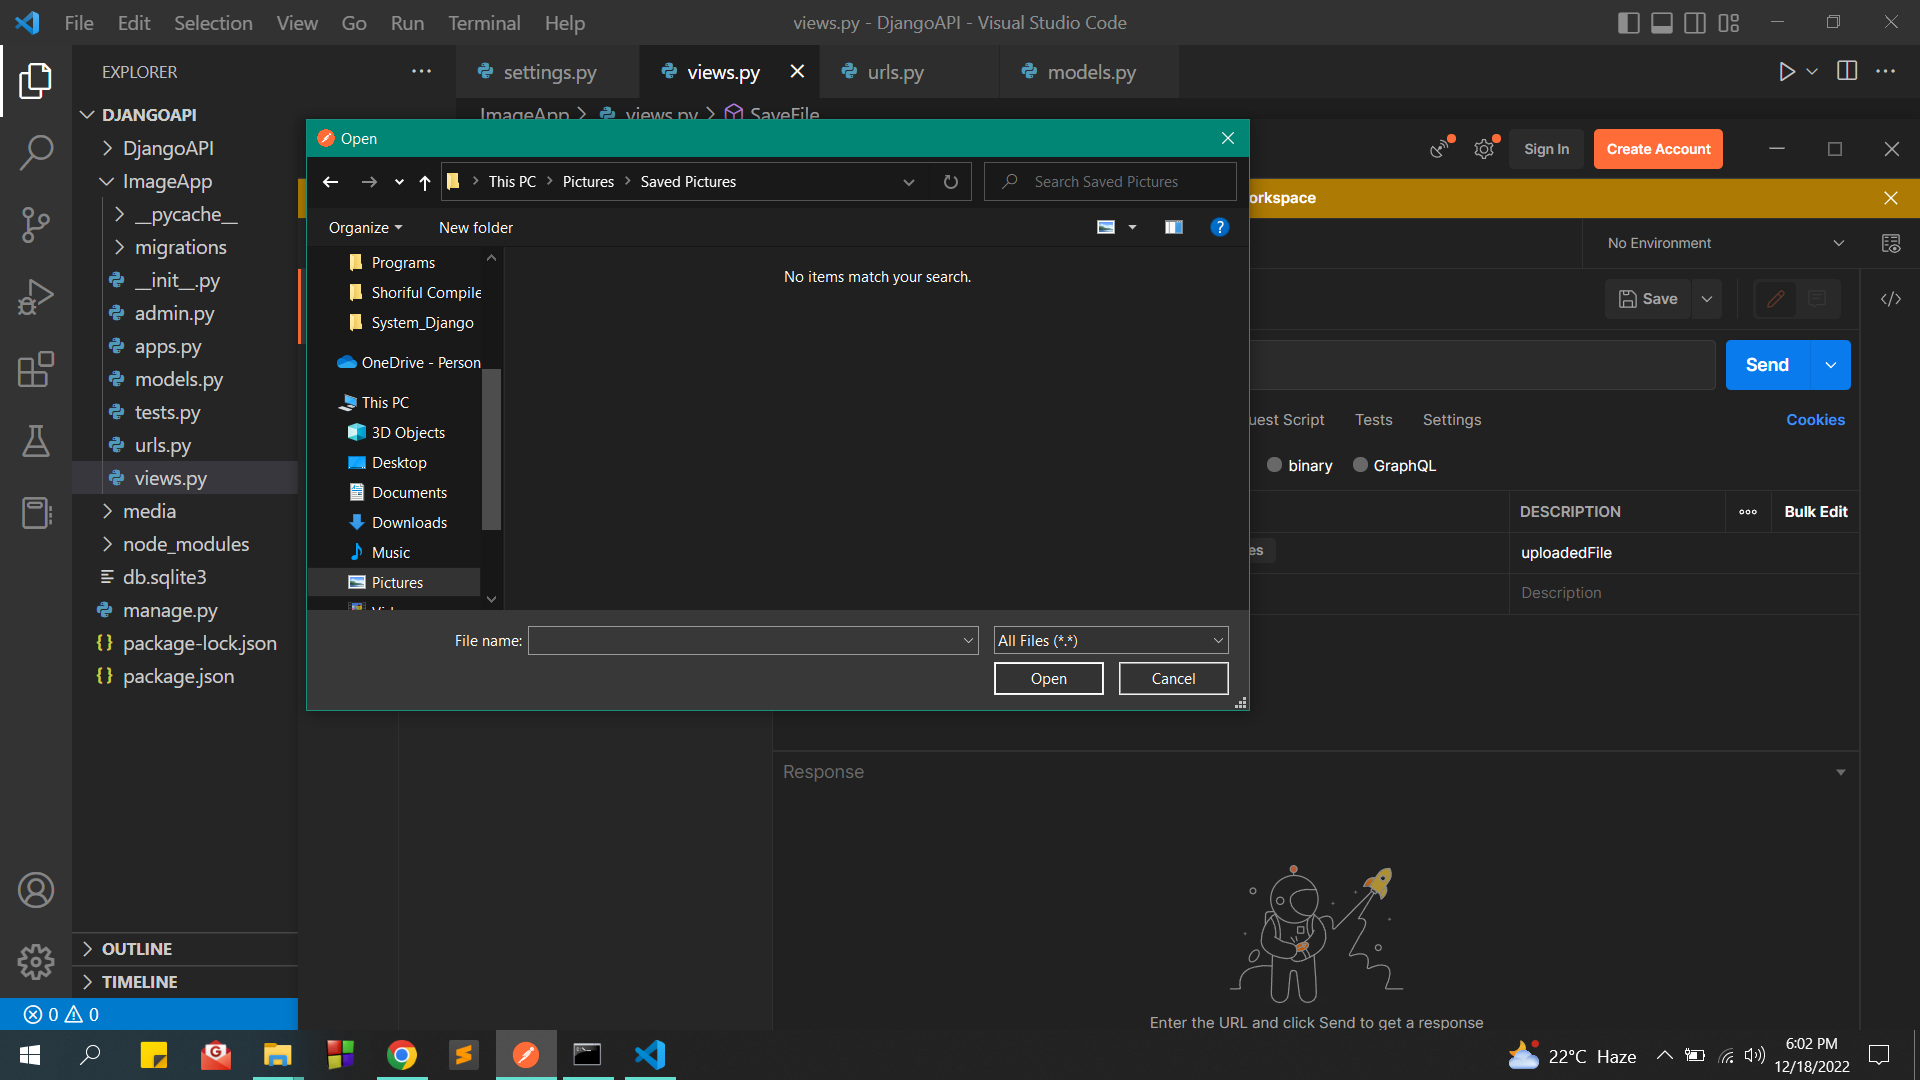 File Edit Selection View Go Run Terminal Help
views.py - DjangoAPI - Visual Studio Code
EXPLORER
settings.py
views.py
urls.py
models.py
ImageApp > views.py > SaveFile
DJANGOAPI
DjangoAPI
ImageApp
__pycache__
migrations
__init__.py
admin.py
apps.py
models.py
tests.py
urls.py
views.py
media
node_modules
db.sqlite3
manage.py
package-lock.json
package.json
OUTLINE
TIMELINE
0 0
Open
This PC > Pictures > Saved Pictures
Search Saved Pictures
Organize
New folder
Programs
Shoriful Compile
System_Django
OneDrive - Person
This PC
3D Objects
Desktop
Documents
Downloads
Music
Pictures
No items match your search.
File name:
All Files (*.*)
Open
Cancel
Sign In
Create Account
orkspace
No Environment
Save
Send
uest Script
Tests
Settings
Cookies
binary
GraphQL
DESCRIPTION
Bulk Edit
es
uploadedFile
Description
Response
Enter the URL and click Send to get a response
22°C Haze
6:02 PM
12/18/2022